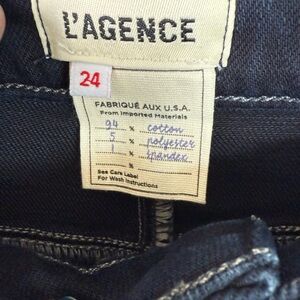 L'AGENCE
24
FABRIQUÉ AUX U.S.A.
From Imported Materials
94 % cotton
5 % polyester
1 % spandex
%
See Care Label
For Wash Instructions